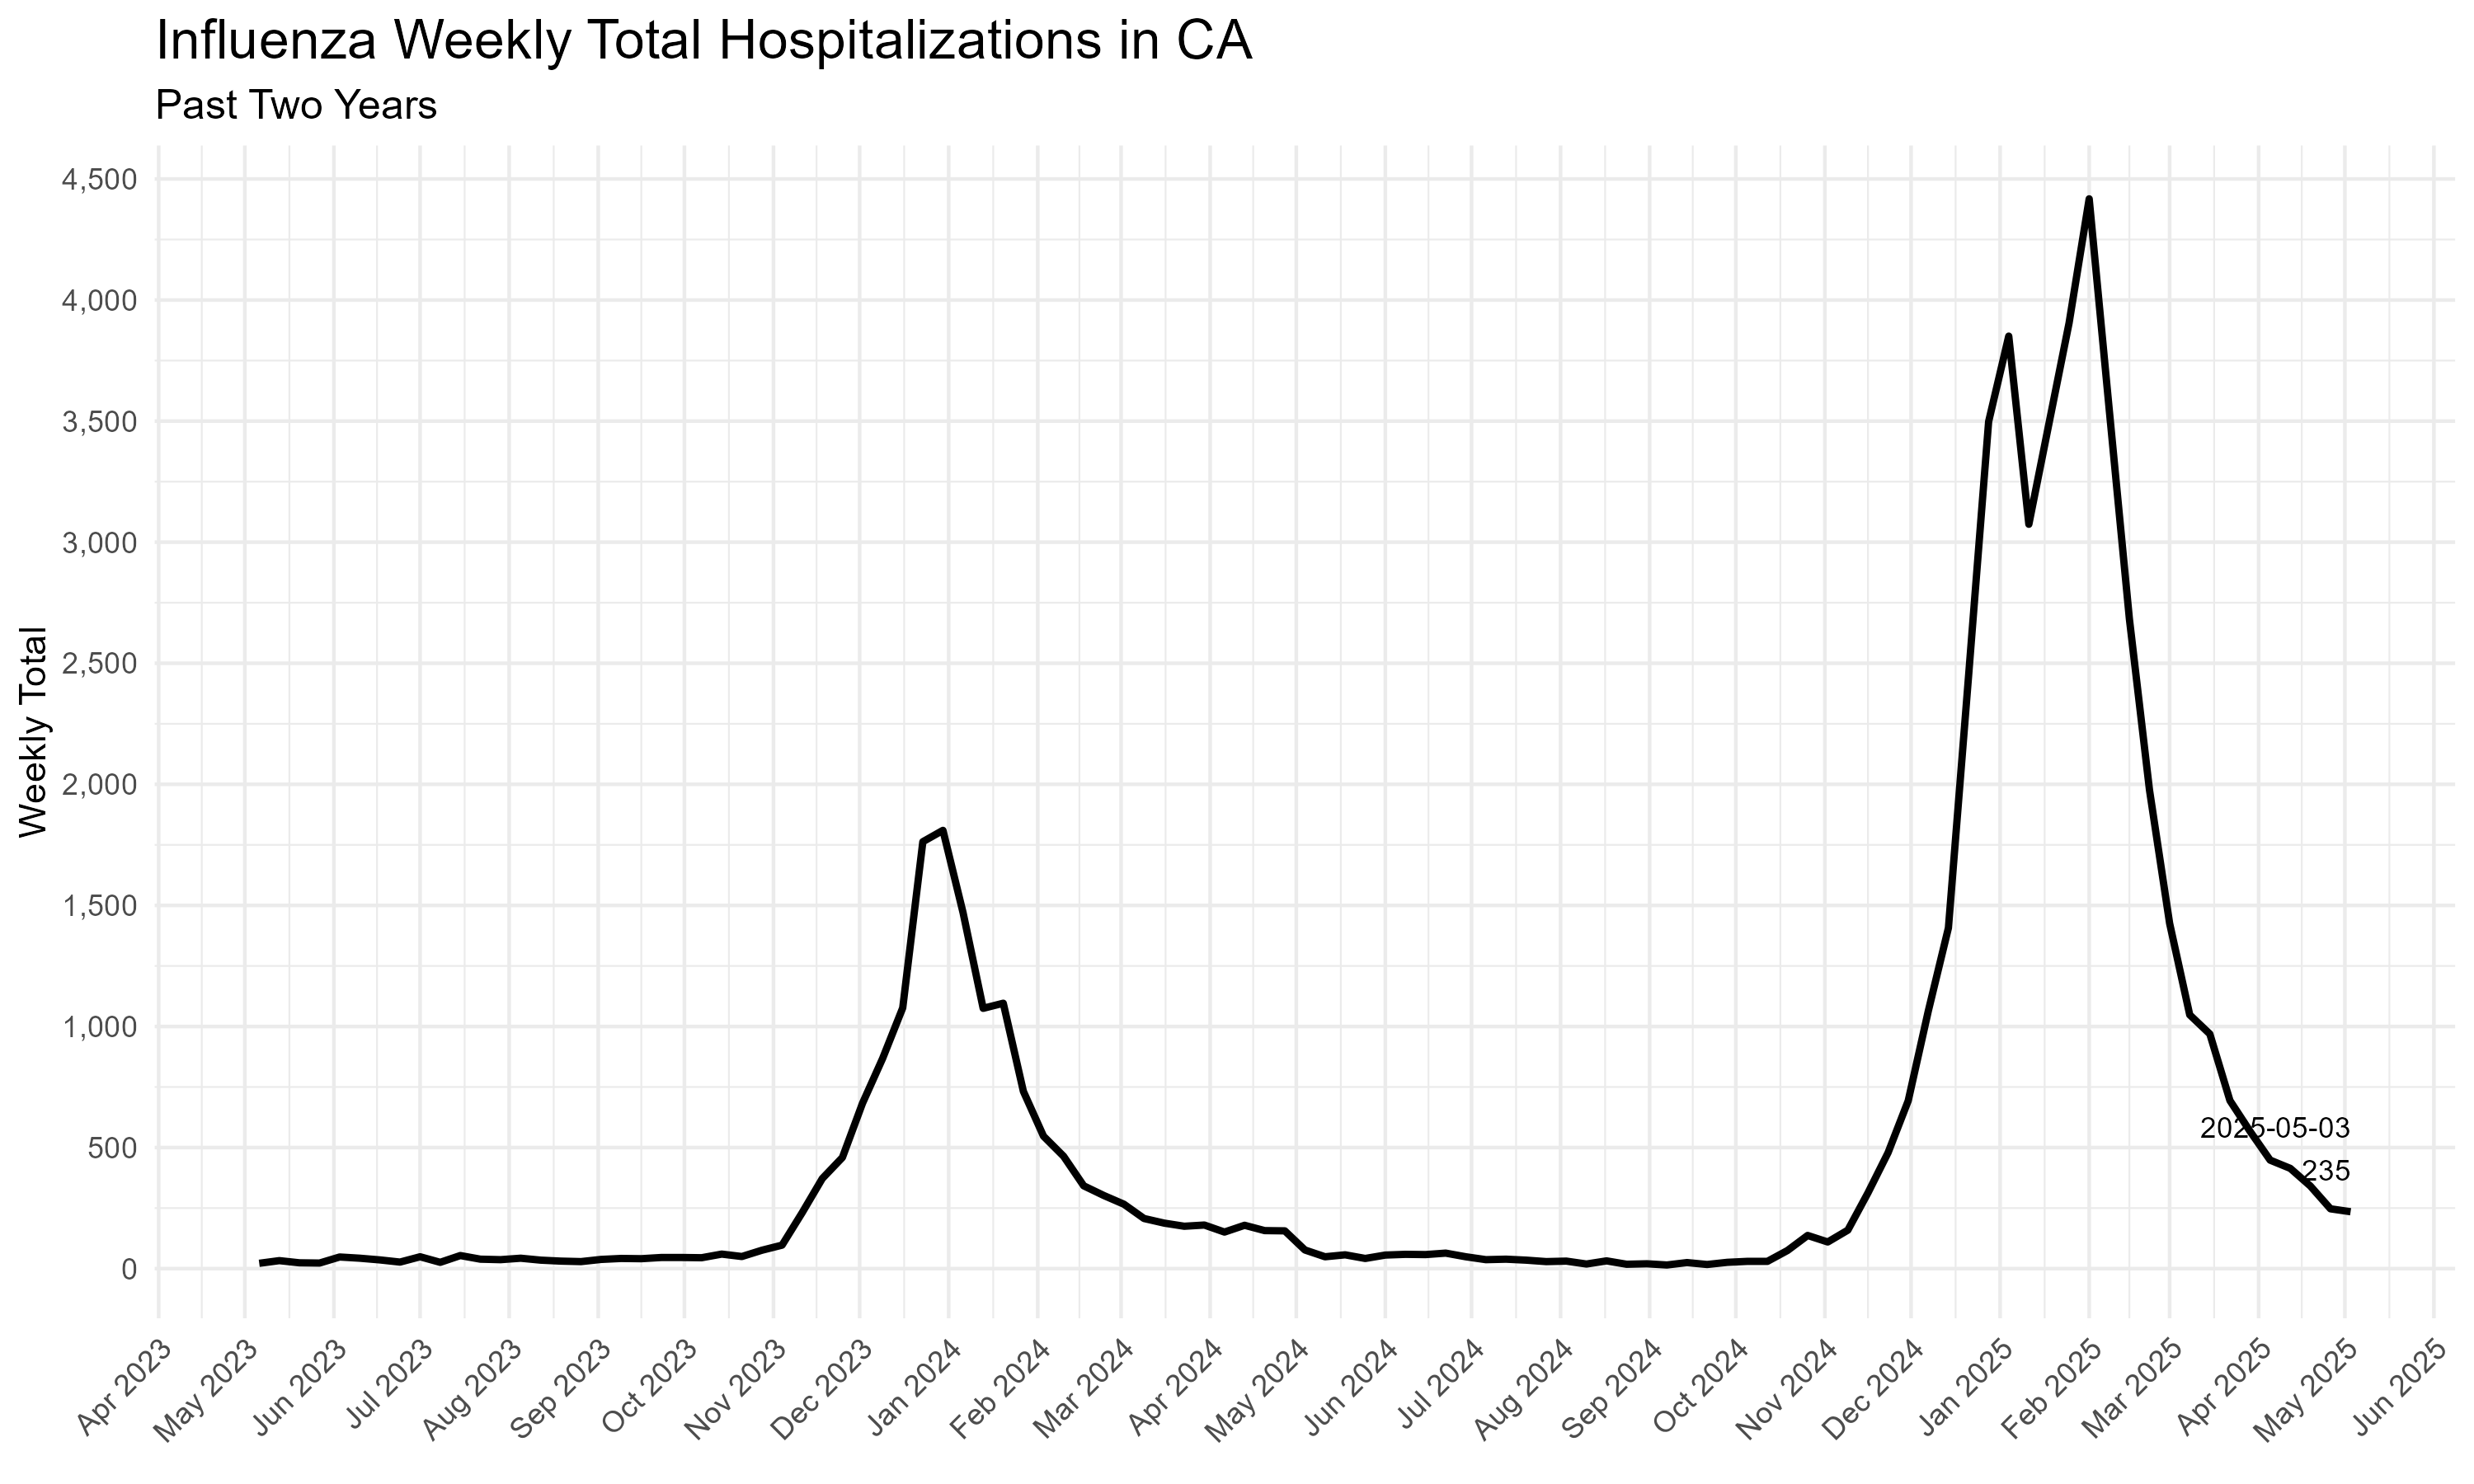 Influenza Weekly Total Hospitalizations in CA
Past Two Years
Weekly Total
4,500
4,000
3,500
3,000
2,500
2,000
1,500
1,000
500
0
2025-05-03
235
Apr 2023
May 2023
Jun 2023
Jul 2023
Aug 2023
Sep 2023
Oct 2023
Nov 2023
Dec 2023
Jan 2024
Feb 2024
Mar 2024
Apr 2024
May 2024
Jun 2024
Jul 2024
Aug 2024
Sep 2024
Oct 2024
Nov 2024
Dec 2024
Jan 2025
Feb 2025
Mar 2025
Apr 2025
May 2025
Jun 2025